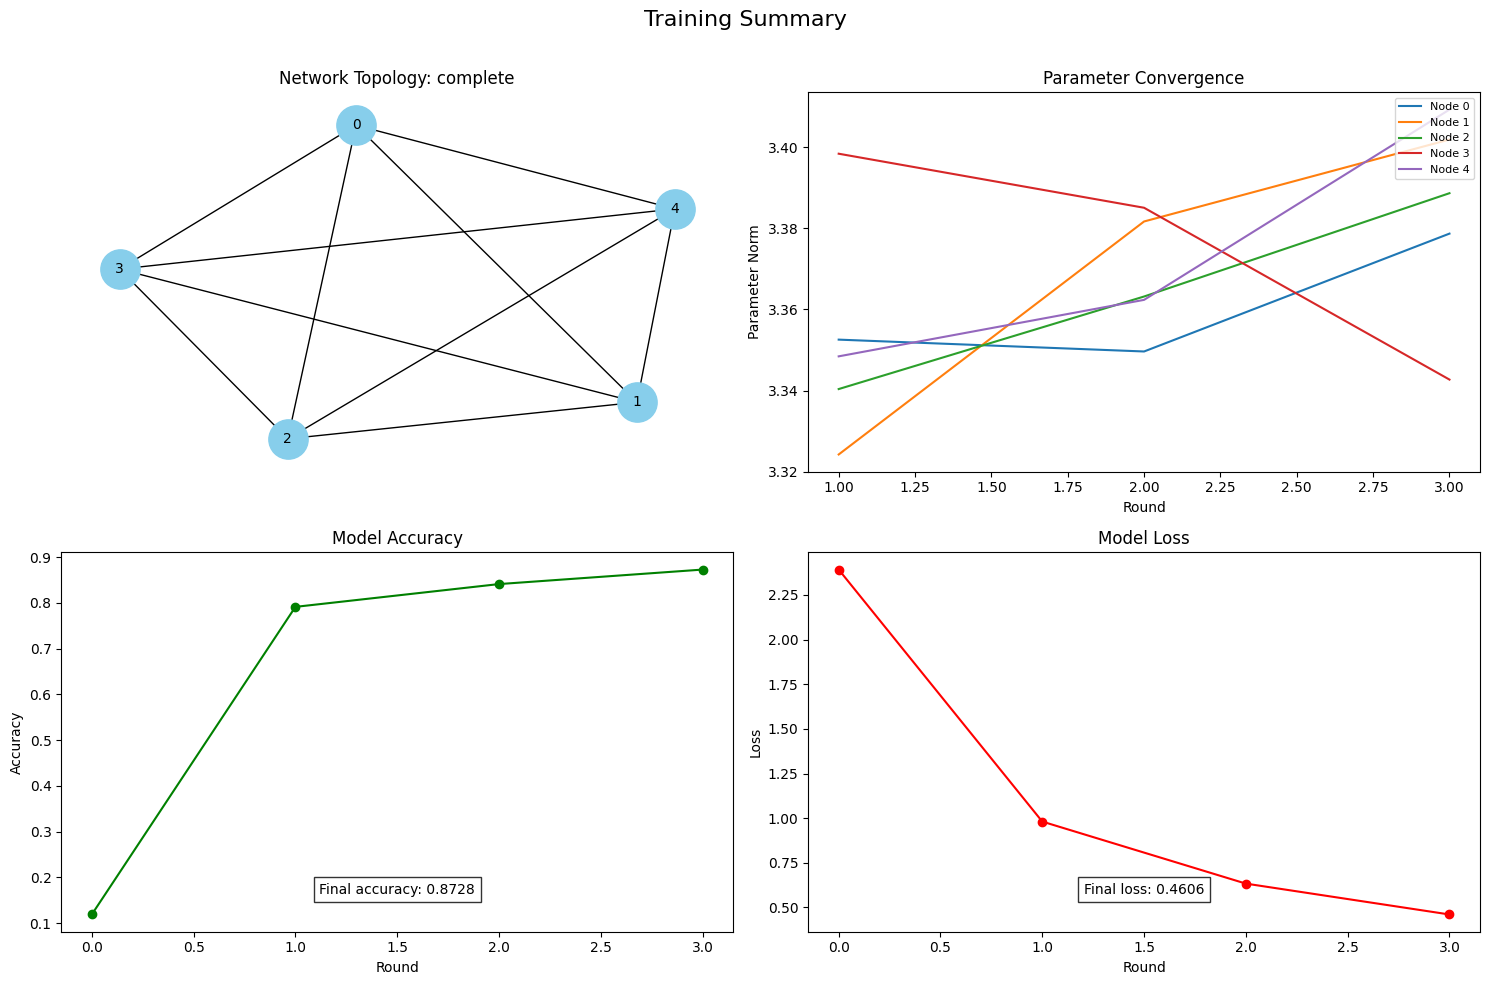 Training Summary
Network Topology: complete
0
4
3
1
2
Parameter Convergence
Node 0
Node 1
Node 2
Node 3
Node 4
Parameter Norm
3.40
3.38
3.36
3.34
3.32
1.00 1.25 1.50 1.75 2.00 2.25 2.50 2.75 3.00
Round
Model Accuracy
Accuracy
0.9
0.8
0.7
0.6
0.5
0.4
0.3
0.2
0.1
Final accuracy: 0.8728
0.0 0.5 1.0 1.5 2.0 2.5 3.0
Round
Model Loss
Loss
2.25
2.00
1.75
1.50
1.25
1.00
0.75
0.50
Final loss: 0.4606
0.0 0.5 1.0 1.5 2.0 2.5 3.0
Round